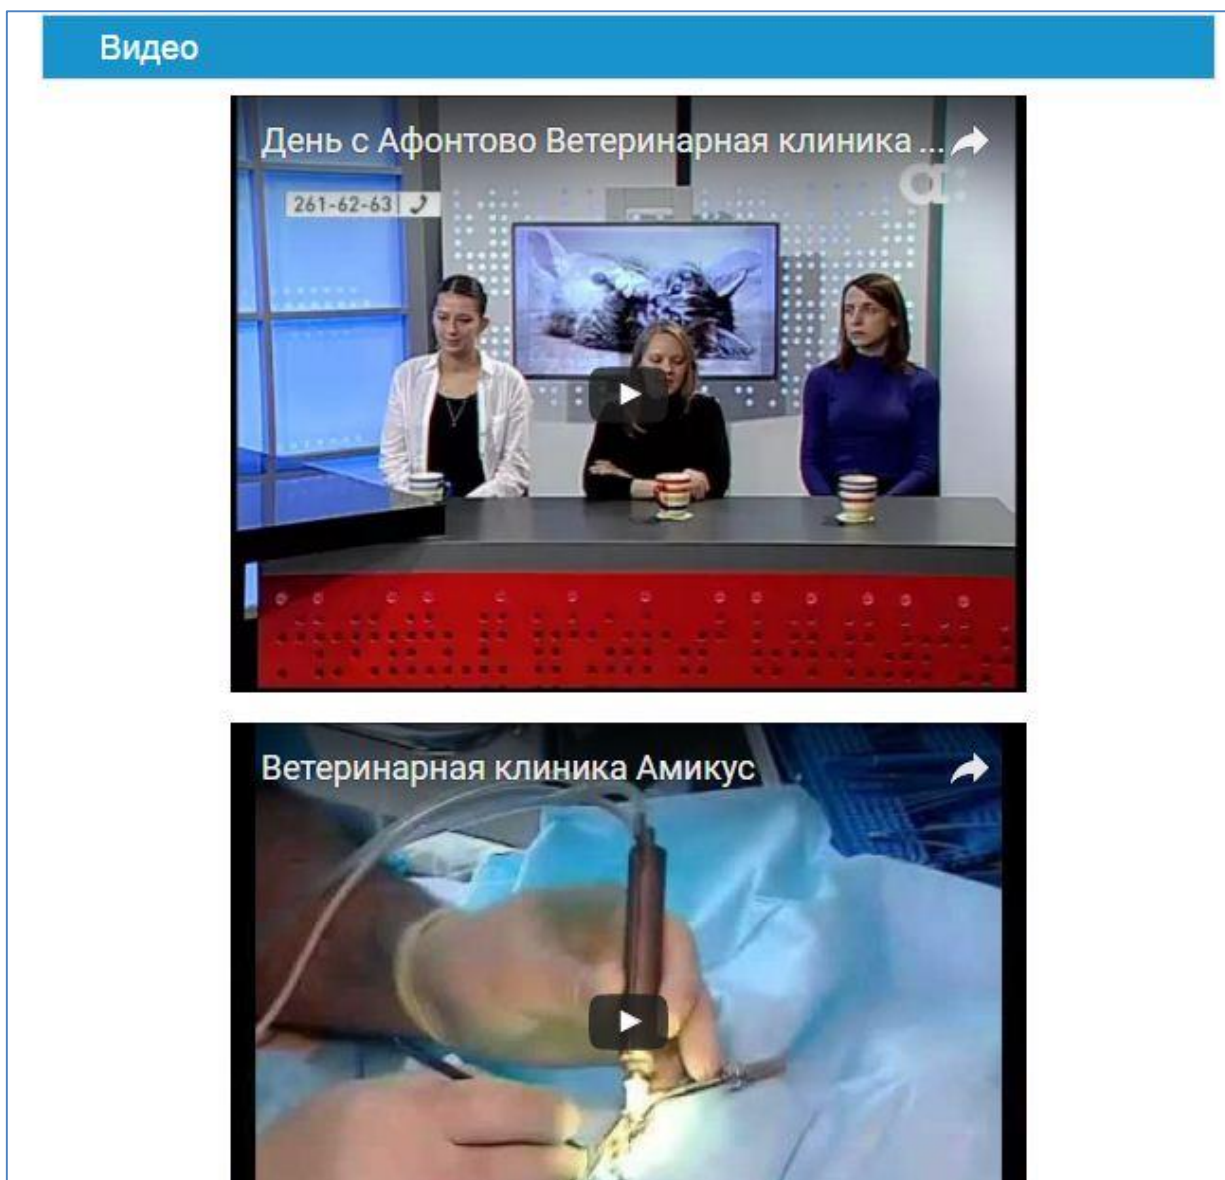 Видео
День с Афонтово Ветеринарная клиника ...
261-62-63
a:
Ветеринарная клиника Амикус